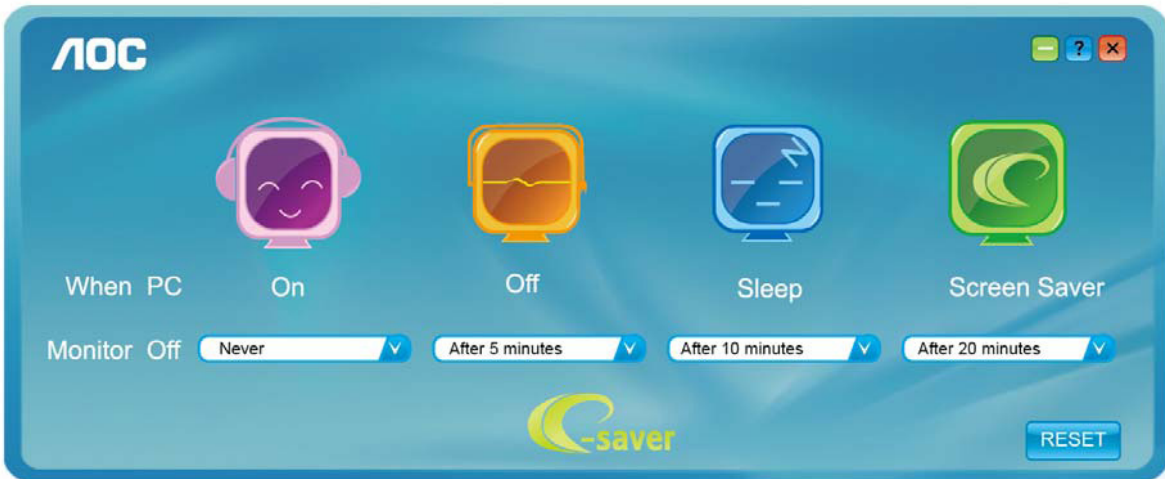 AOC
?
When PC On Off Sleep Screen Saver
Monitor Off Never After 5 minutes After 10 minutes After 20 minutes
e-saver
RESET